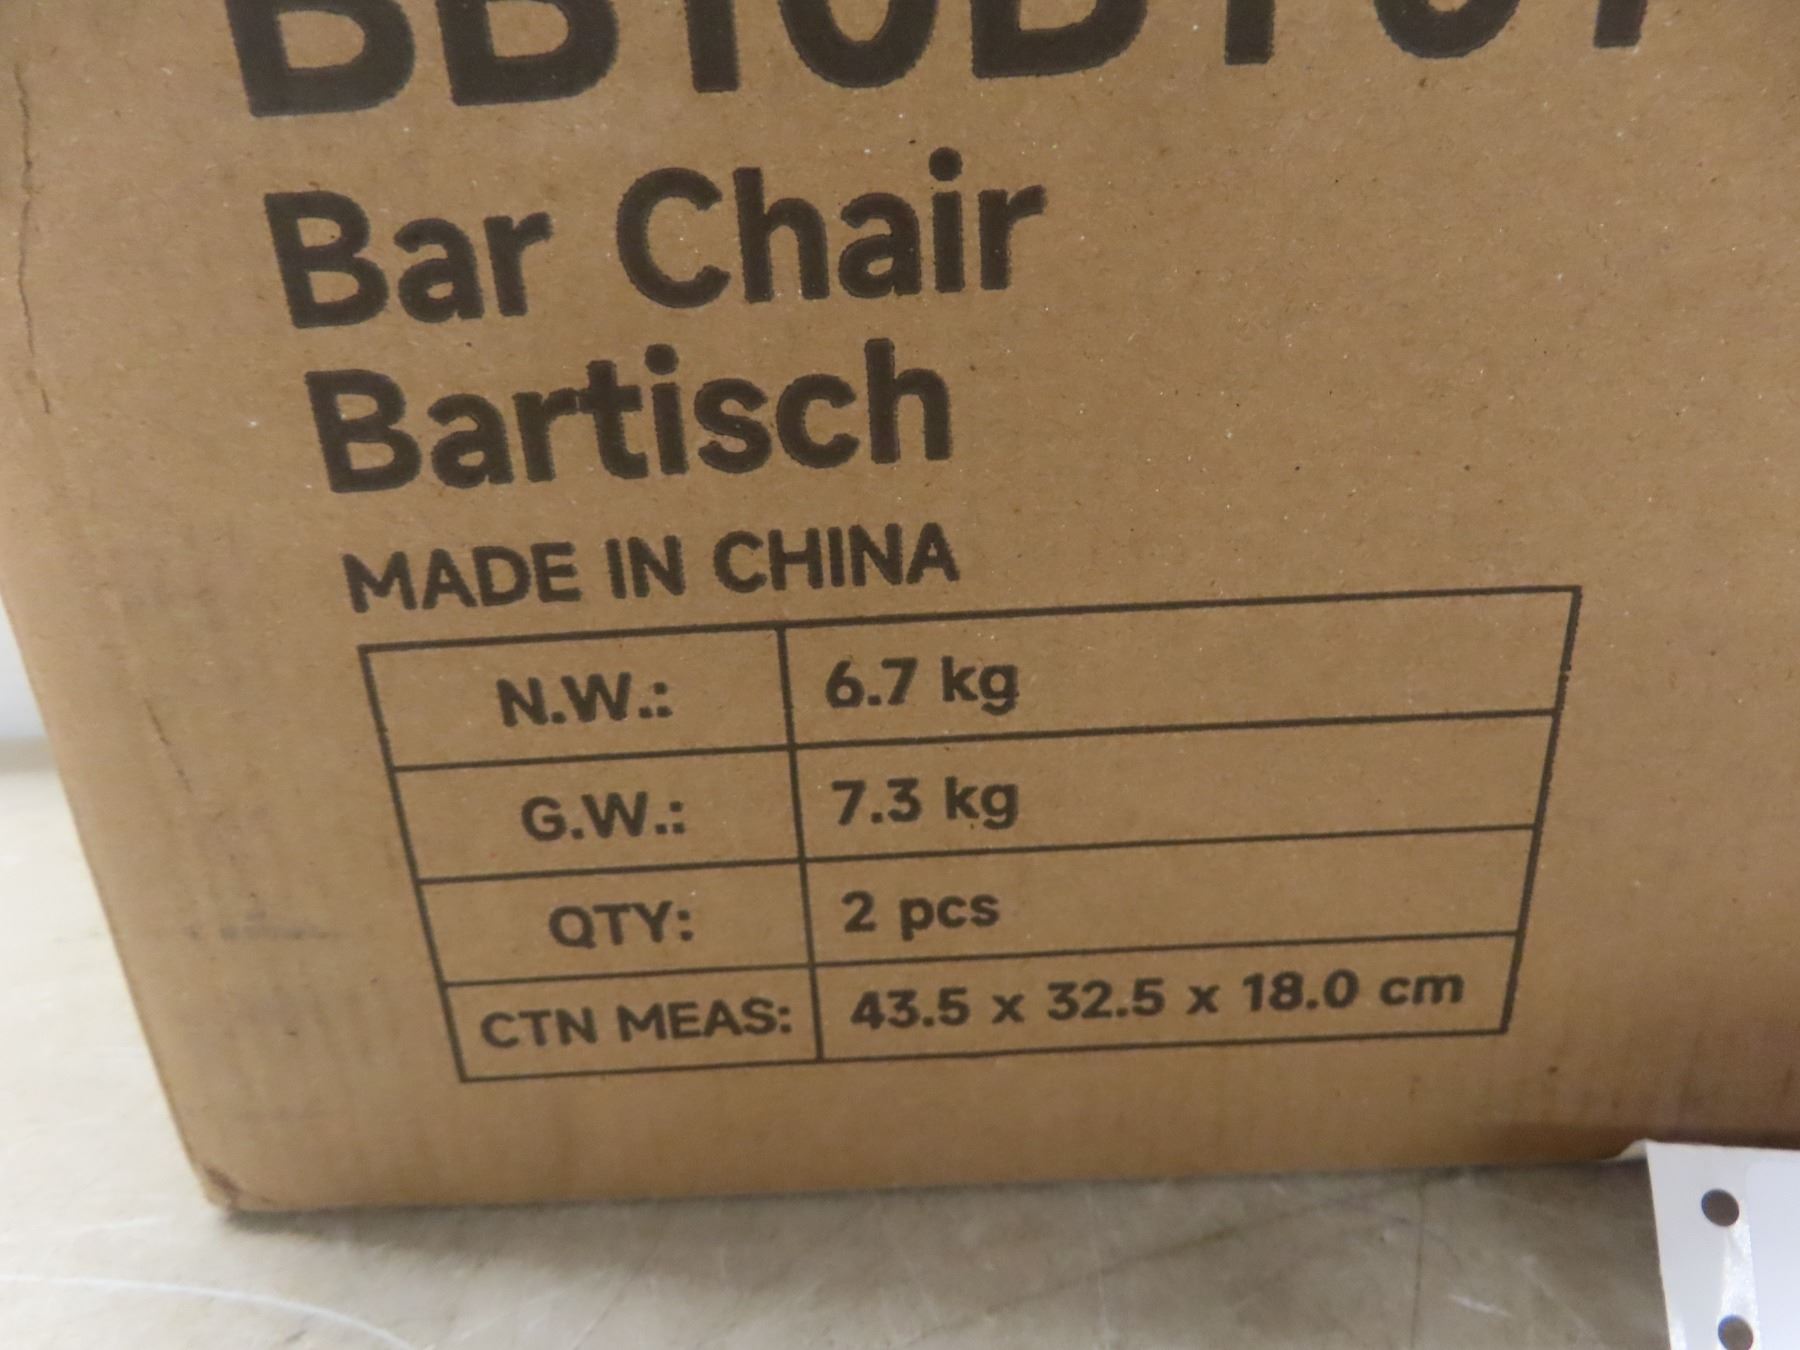 Bar Chair
Bartisch
MADE IN CHINA
N.W.: 6.7 kg
G.W.: 7.3 kg
QTY: 2 pcs
CTN MEAS: 43.5 x 32.5 x 18.0 cm